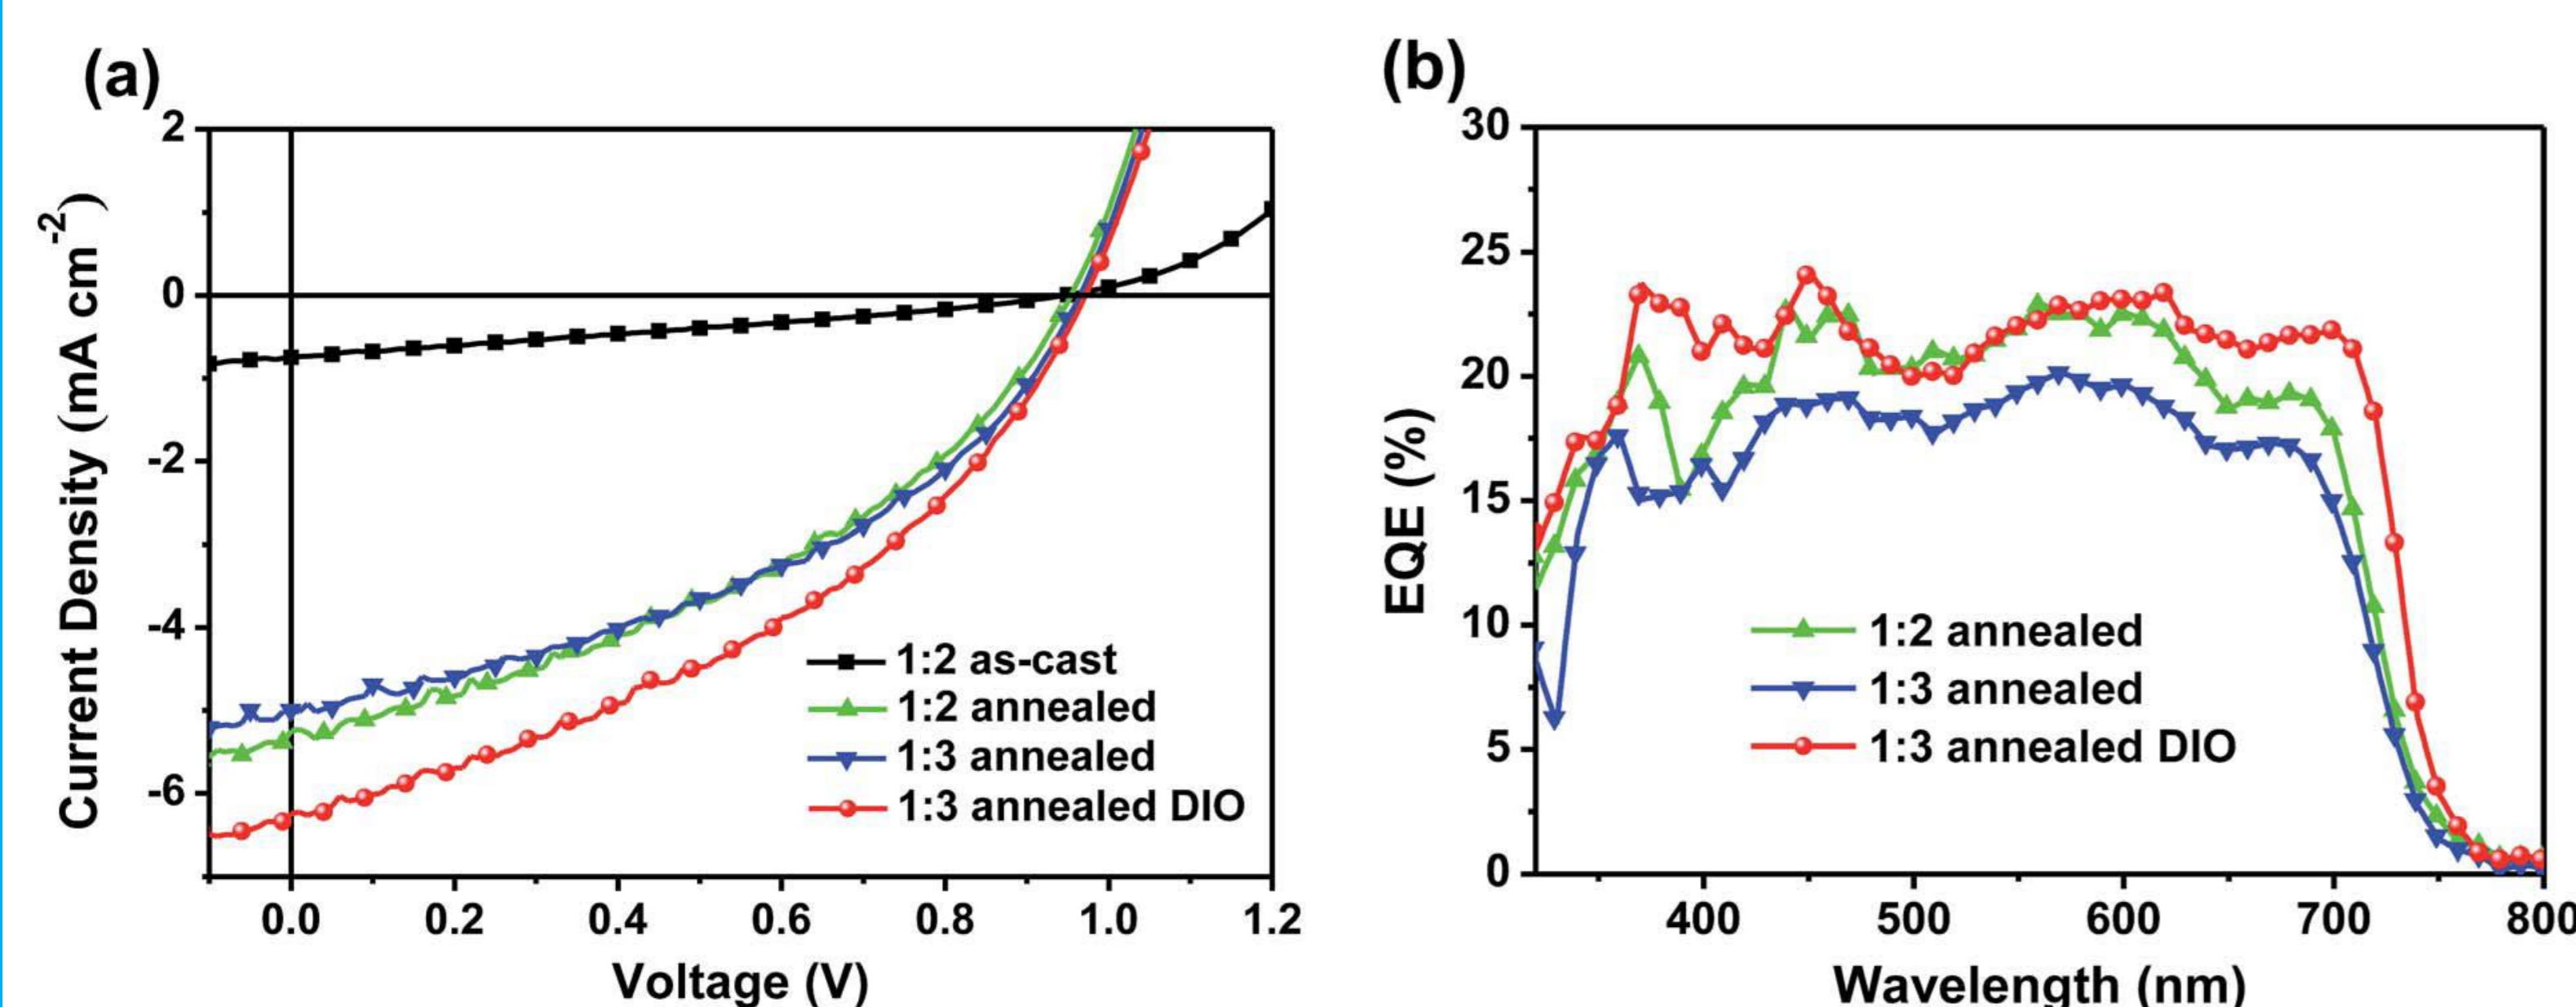 (a)
2
0
-2
-4
-6
Current Density (mA cm-2)
0.0 0.2 0.4 0.6 0.8 1.0 1.2
Voltage (V)
1:2 as-cast
1:2 annealed
1:3 annealed
1:3 annealed DIO
(b)
30
25
20
15
10
5
0
EQE (%)
400 500 600 700 800
Wavelength (nm)
1:2 annealed
1:3 annealed
1:3 annealed DIO